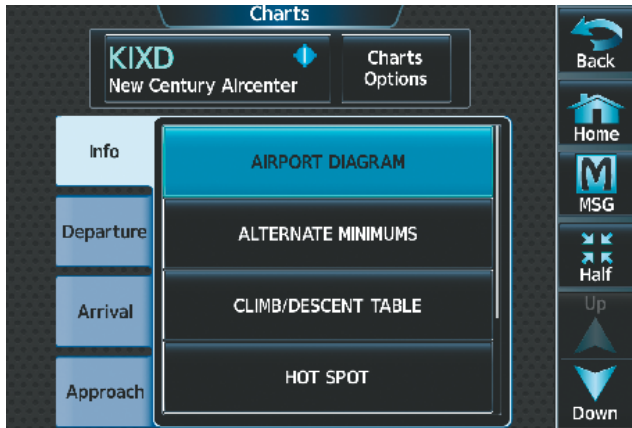 Charts
KIXD
New Century Aircenter
Charts
Options
Back
Home
MSG
Half
Up
Down
Info
Departure
Arrival
Approach
AIRPORT DIAGRAM
ALTERNATE MINIMUMS
CLIMB/DESCENT TABLE
HOT SPOT